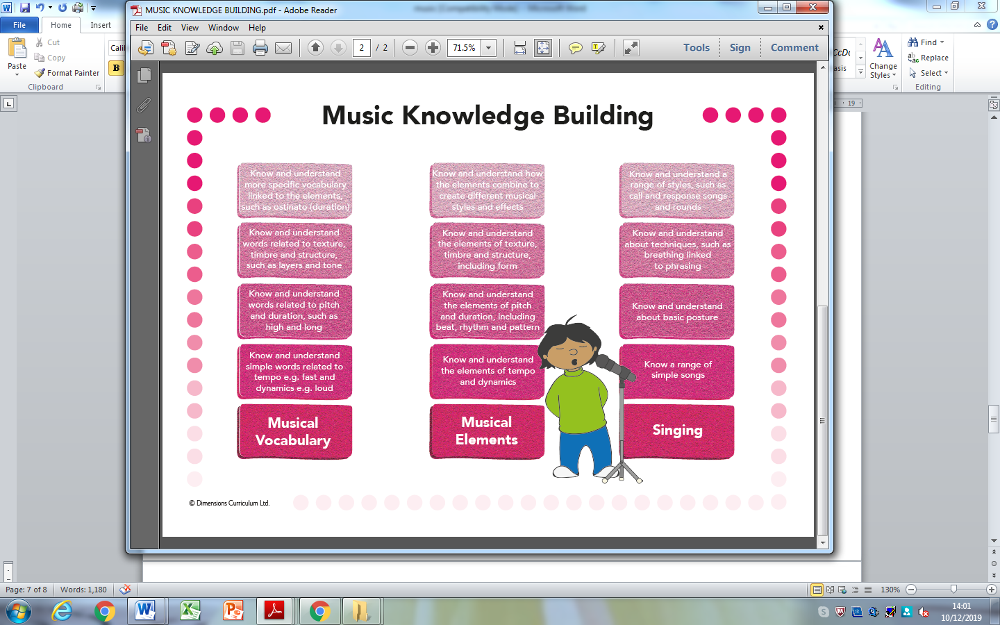 MUSIC KNOWLEDGE BUILDING.pdf - Adobe Reader
File Edit View Window Help
2 / 2 71.5% Tools Sign Comment
File Home Insert
Cut
Copy
Paste
Format Painter
Clipboard
Calib
B
Change
Styles
Find
Replace
Select
Editing
19
Music Knowledge Building
Know and understand
more specific vocabulary
linked to the elements,
such as ostinato (duration)
Know and understand
words related to texture,
timbre and structure,
such as layers and tone
Know and understand
words related to pitch
and duration, such as
high and long
Know and understand
simple words related to
tempo e.g. fast and
dynamics e.g. loud
Musical
Vocabulary
Know and understand how
the elements combine to
create different musical
styles and effects
Know and understand
the elements of texture,
timbre and structure,
including form
Know and understand
the elements of pitch
and duration, including
beat, rhythm and pattern
Know and understand
the elements of tempo
and dynamics
Musical
Elements
Know and understand a
range of styles, such as
call and response songs
and rounds
Know and understand
about techniques, such as
breathing linked
to phrasing
Know and understand
about basic posture
Know a range of
simple songs
Singing
© Dimensions Curriculum Ltd.
Page: 7 of 8 Words: 1,180 130%
14:01
10/12/2019